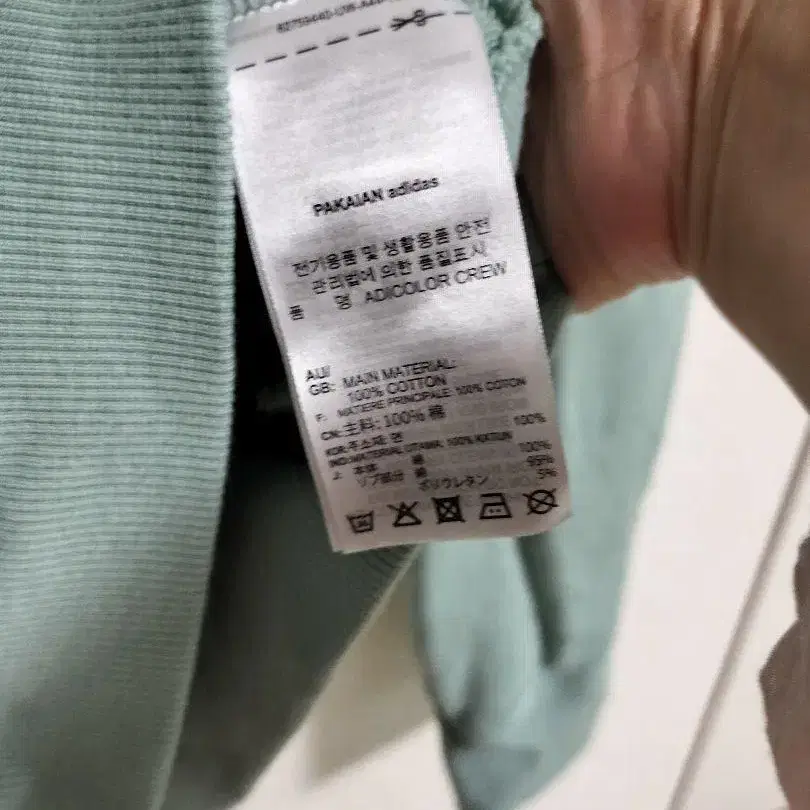 PAKAIAN adidas
전기용품 및 생활용품 안전
관리법에 의한 품질표시
품 명 ADICOLOR CREW
AU/
GB: MAIN MATERIAL:
100% COTTON
F: MATIERE PRINCIPALE: 100% COTTON
CN: 主料: 100% 棉
KOR: 주소재: 면 100%
IND: MATERIAL UTAMA: 100% KATUN
J: 本体 綿 100%
リブ部分 綿 95%
ポリウレタン 5%